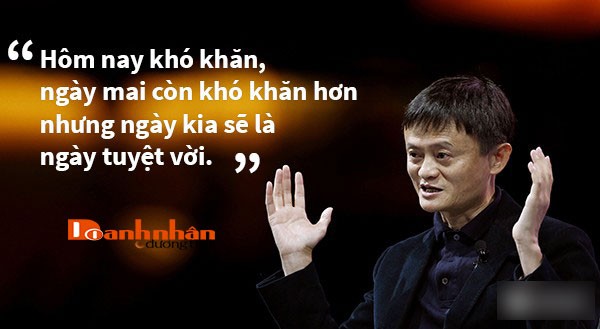 “ Hôm nay khó khăn,
ngày mai còn khó khăn hơn
nhưng ngày kia sẽ là
ngày tuyệt vời. ”
Doanhnhân